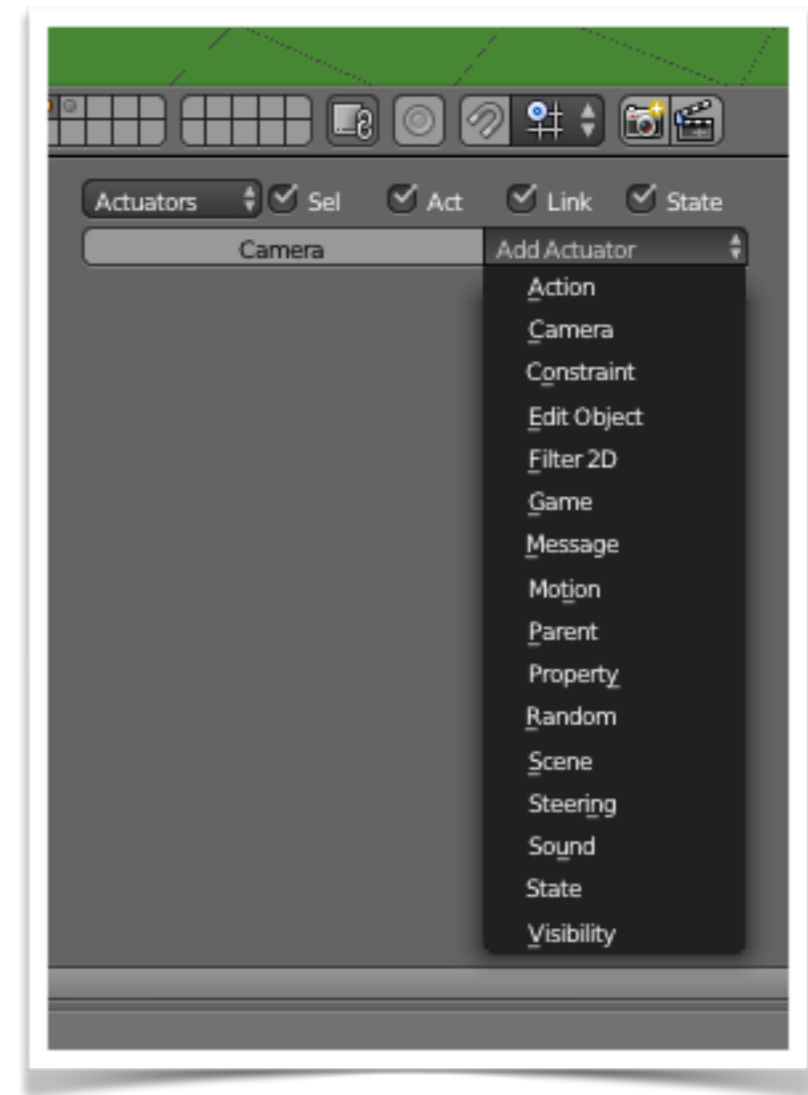 Actuators Sel Act Link State
Camera Add Actuator
Action
Camera
Constraint
Edit Object
Filter 2D
Game
Message
Motion
Parent
Property
Random
Scene
Steering
Sound
State
Visibility